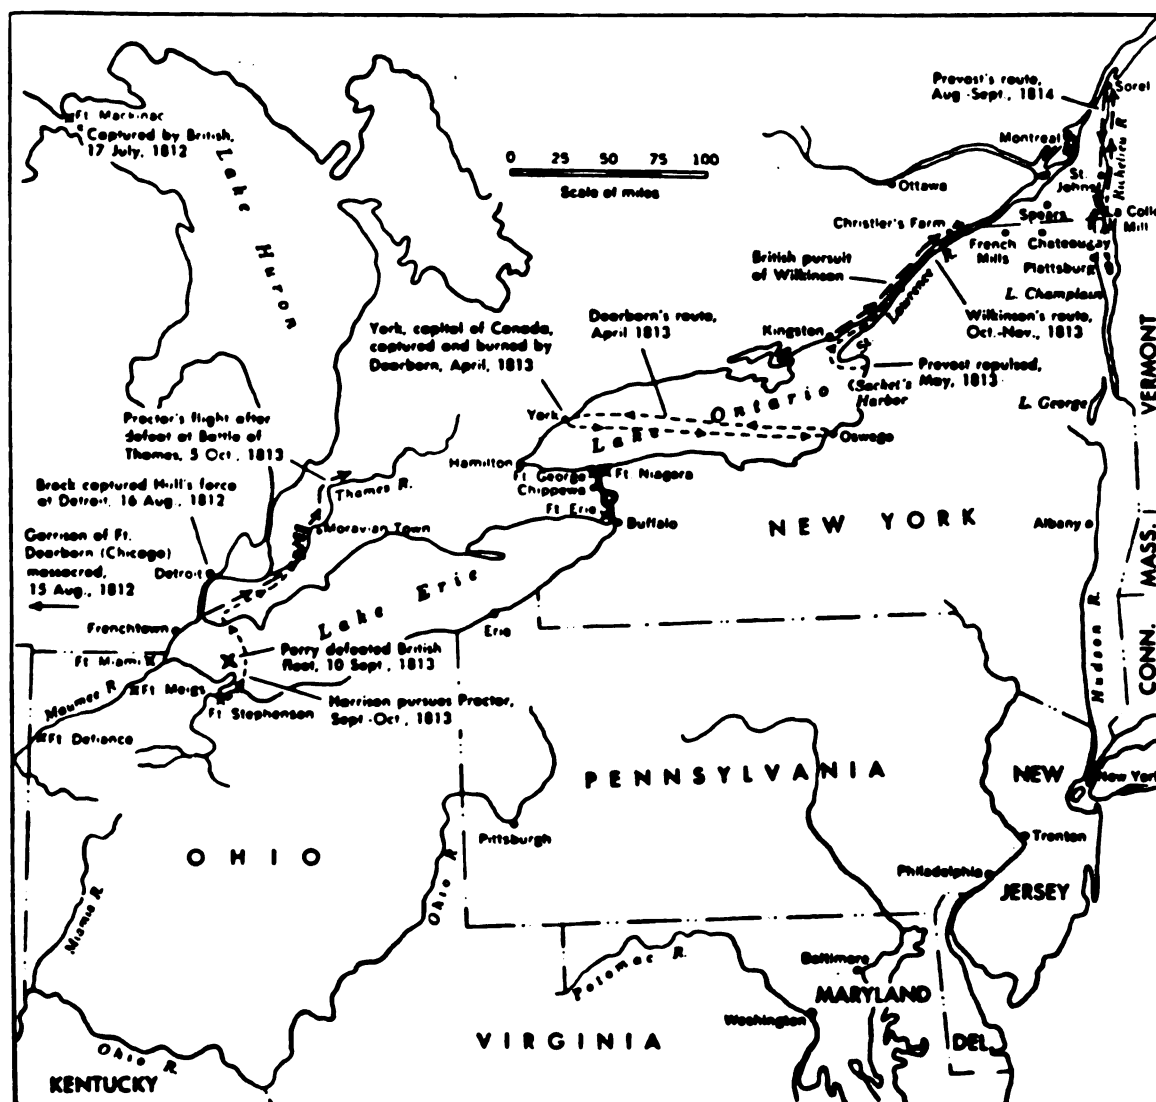 Prevost's route,
Aug.-Sept., 1814
Sorel
Ft Mackinac
Captured by British,
17 July, 1812
Lake Huron
0 25 50 75 100
Scale of miles
Montreal
Richelieu R
St.
Johns
Ottawa
Christler's Farm
Spears
La Colle
Mill
French
Mills
Chateauguay
Plattsburg
British pursuit
of Wilkinson
Lawrence R.
L. Champlain
Dearborn's route,
April 1813
Wilkinson's route,
Oct.-Nov., 1813
York, capital of Canada,
captured and burned by
Dearborn, April, 1813
Kingston
Prevost repulsed,
May, 1813
Sacket's
Harbor
VERMONT
L. George
Proctor's flight after
defeat at Battle of
Thames, 5 Oct., 1813
York
Lake Ontario
Oswego
Hamilton
Ft George
Ft. Niagara
Chippewa
Thames R.
Brock captured Hull's force
at Detroit, 16 Aug., 1812
Ft Erie
Buffalo
Moravian Town
NEW YORK
Albany
MASS.
Garrison of Ft.
Dearborn (Chicago)
massacred,
15 Aug., 1812
Detroit
Lake Erie
Hudson R.
CONN.
Frenchtown
Erie
Perry defeated British
fleet, 10 Sept., 1813
Ft Miami
Ft Meigs
Maumee R
Ft Stephenson
Harrison pursues Proctor,
Sept-Oct., 1813
Ft Defiance
PENNSYLVANIA
NEW
New York
Pittsburgh
Trenton
OHIO
Philadelphia
JERSEY
Ohio R
Miami R
Potomac R.
Baltimore
MARYLAND
Washington
VIRGINIA
DEL.
Ohio R.
KENTUCKY